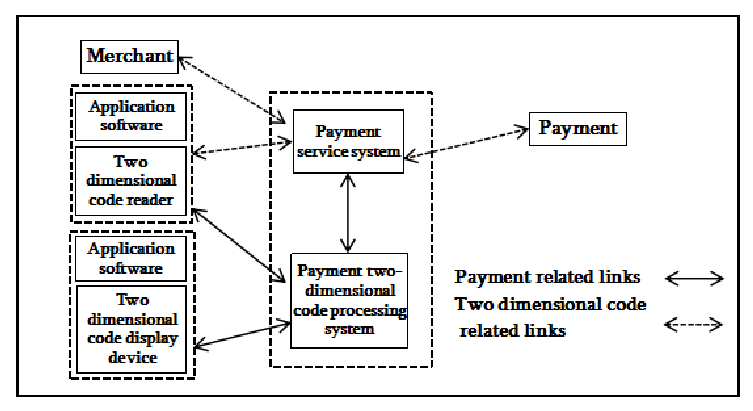 Merchant
Application
software
Two
dimensional
code reader
Application
software
Two
dimensional
code display
device
Payment
service system
Payment two-
dimensional
code processing
system
Payment
Payment related links
Two dimensional code
related links